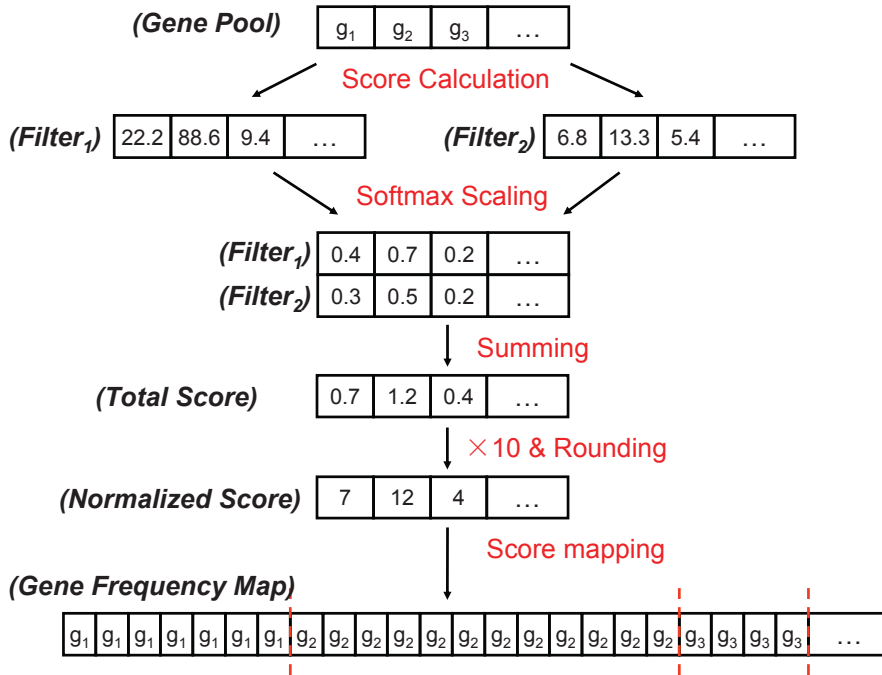 (Gene Pool) g₁ g₂ g₃ ...
Score Calculation
(Filter₁) 22.2 88.6 9.4 ... (Filter₂) 6.8 13.3 5.4 ...
Softmax Scaling
(Filter₁) 0.4 0.7 0.2 ...
(Filter₂) 0.3 0.5 0.2 ...
Summing
(Total Score) 0.7 1.2 0.4 ...
×10 & Rounding
(Normalized Score) 7 12 4 ...
Score mapping
(Gene Frequency Map)
g₁ g₁ g₁ g₁ g₁ g₁ g₁ g₂ g₂ g₂ g₂ g₂ g₂ g₂ g₂ g₂ g₂ g₂ g₂ g₃ g₃ g₃ g₃ ...